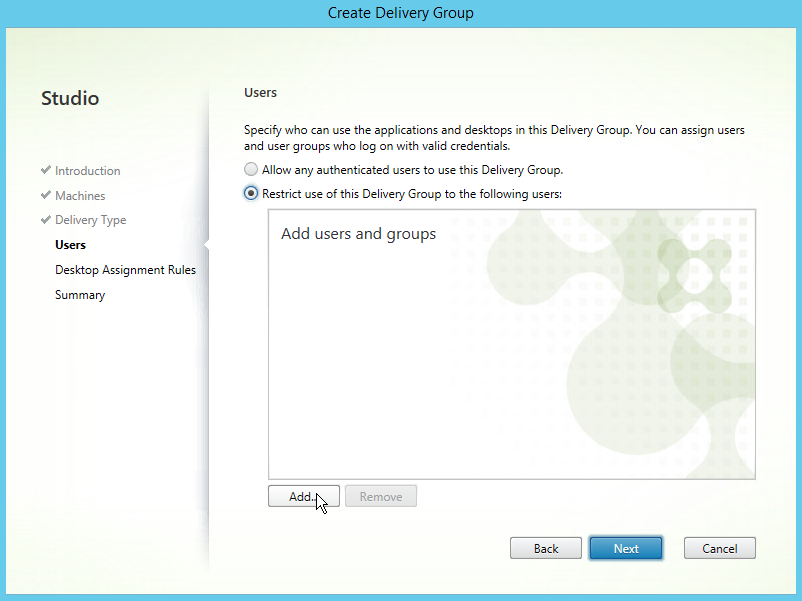 Create Delivery Group
Studio
Introduction
Machines
Delivery Type
Users
Desktop Assignment Rules
Summary
Users
Specify who can use the applications and desktops in this Delivery Group. You can assign users
and user groups who log on with valid credentials.
Allow any authenticated users to use this Delivery Group.
Restrict use of this Delivery Group to the following users:
Add users and groups
Add...
Remove
Back
Next
Cancel